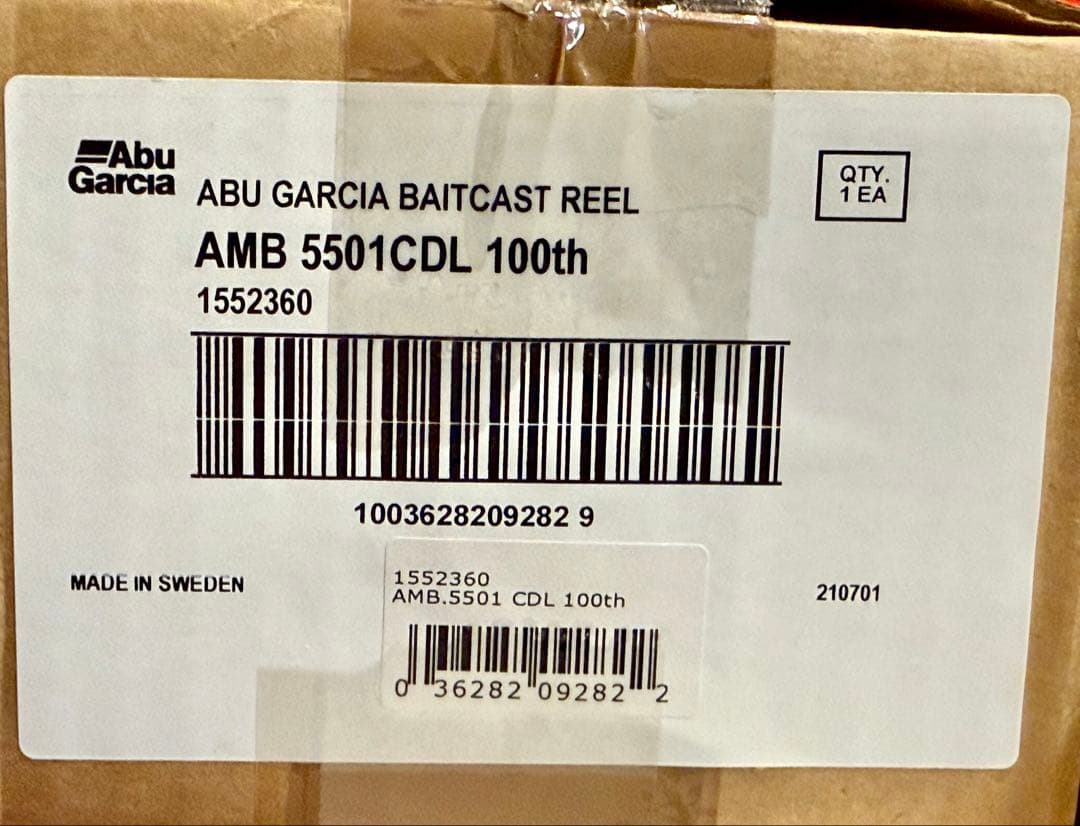 Abu
Garcia
ABU GARCIA BAITCAST REEL
AMB 5501CDL 100th
1552360
QTY.
1 EA
1003628209282 9
MADE IN SWEDEN
1552360
AMB.5501 CDL 100th
0 36282 09282 2
210701